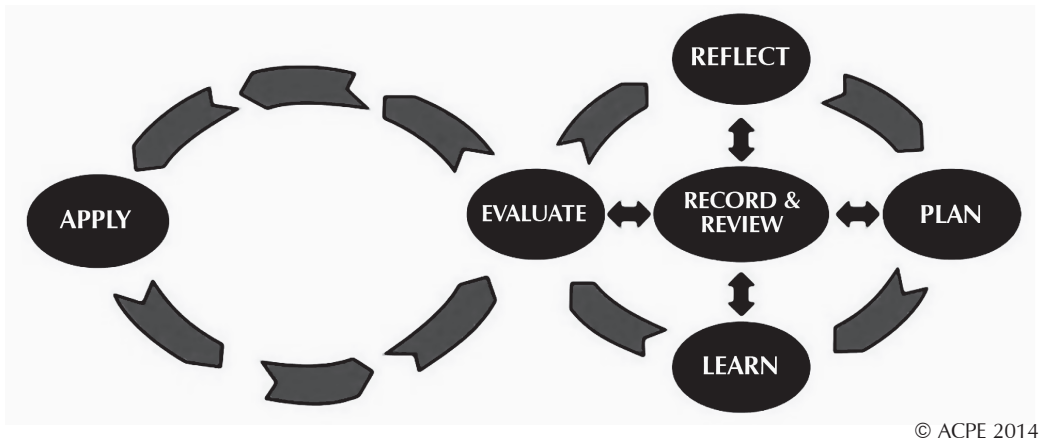 REFLECT
APPLY
EVALUATE
RECORD &
REVIEW
PLAN
LEARN
© ACPE 2014